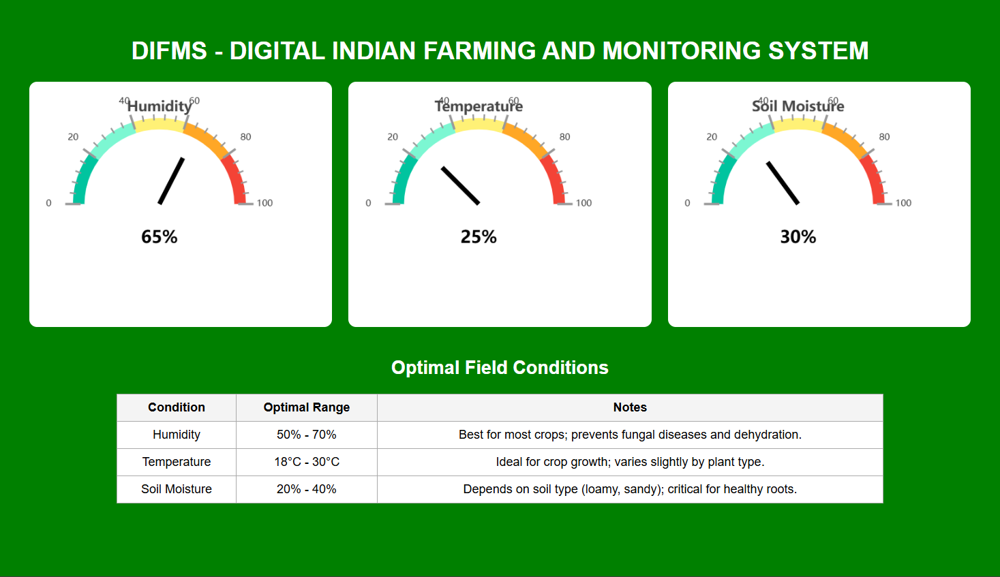 DIFMS - DIGITAL INDIAN FARMING AND MONITORING SYSTEM
Humidity
0
20
40
60
80
100
65%
Temperature
0
20
40
60
80
100
25%
Soil Moisture
0
20
40
60
80
100
30%
Optimal Field Conditions
Condition Optimal Range Notes
Humidity 50% - 70% Best for most crops; prevents fungal diseases and dehydration.
Temperature 18°C - 30°C Ideal for crop growth; varies slightly by plant type.
Soil Moisture 20% - 40% Depends on soil type (loamy, sandy); critical for healthy roots.